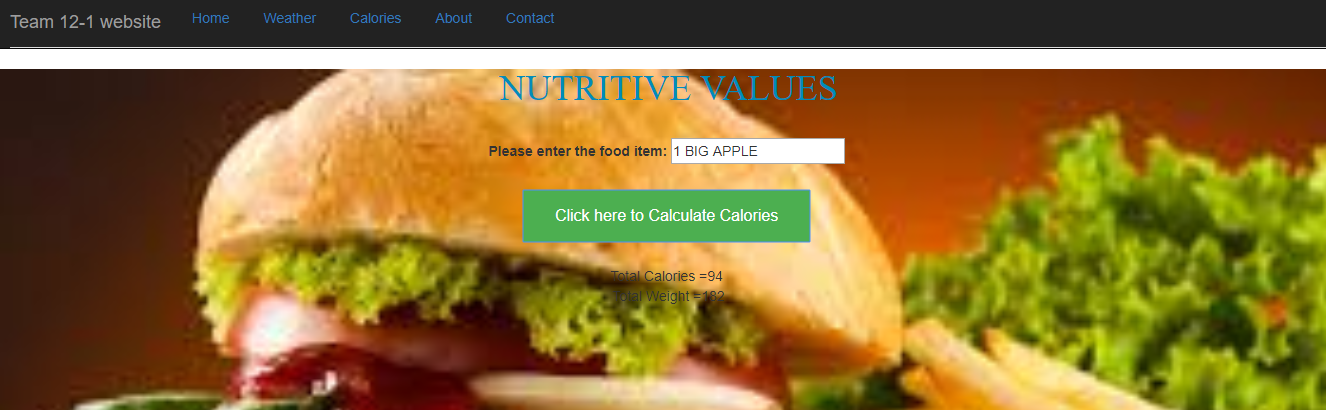 Team 12-1 website Home Weather Calories About Contact
NUTRITIVE VALUES
Please enter the food item: 1 BIG APPLE
Click here to Calculate Calories
Total Calories =94
Total Weight =182